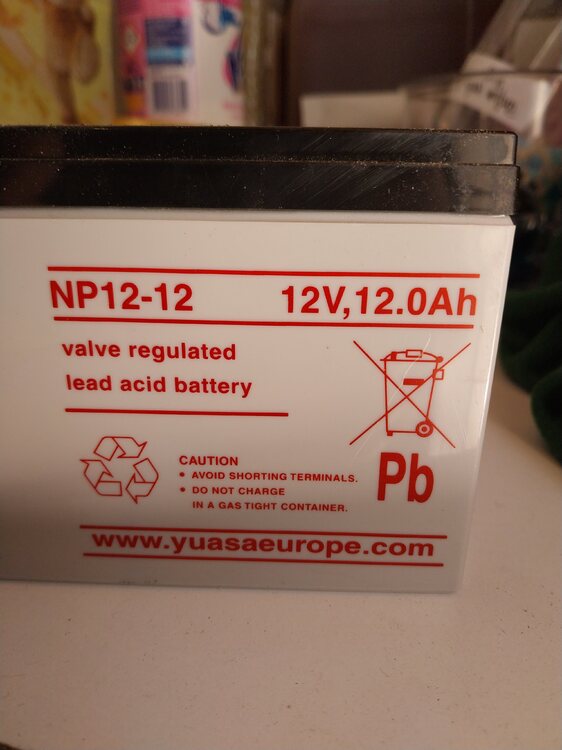 NP12-12 12V,12.0Ah
valve regulated
lead acid battery
CAUTION
• AVOID SHORTING TERMINALS.
• DO NOT CHARGE
IN A GAS TIGHT CONTAINER.
Pb
www.yuasaeurope.com